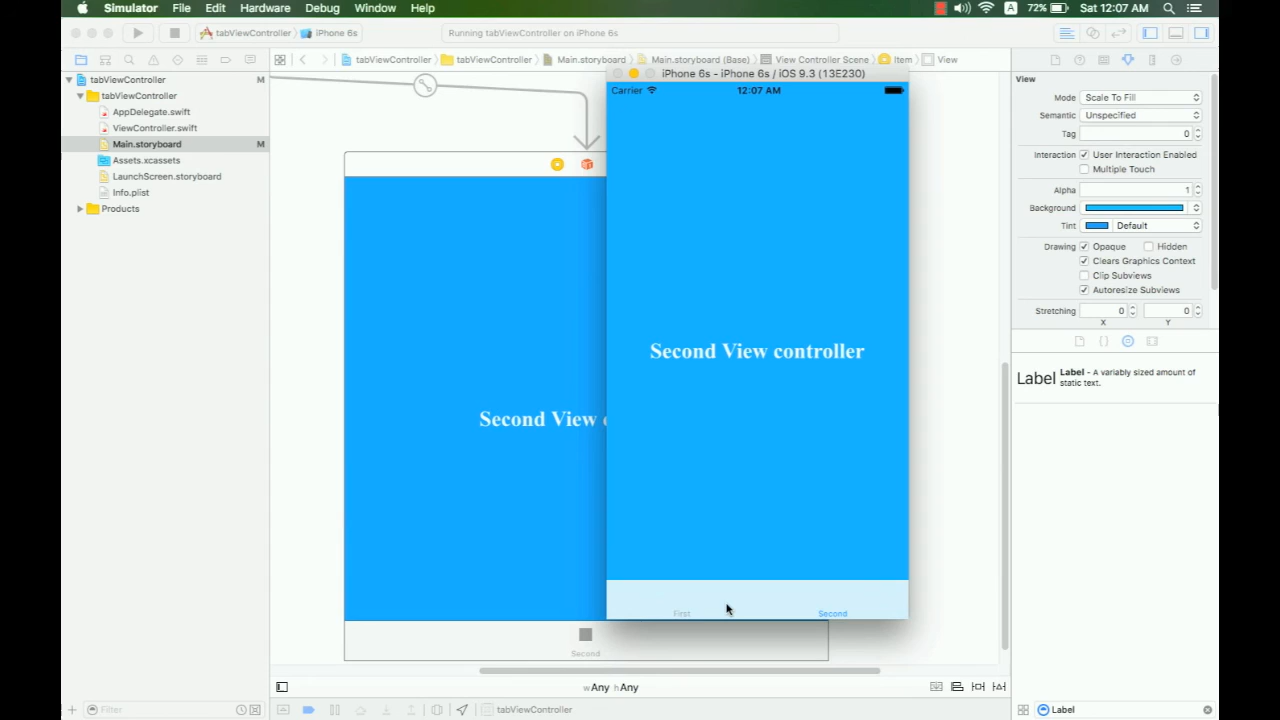 Simulator File Edit Hardware Debug Window Help
A 72% Sat 12:07 AM
tabViewController iPhone 6s
Running tabViewController on iPhone 6s
tabViewController tabViewController Main.storyboard Main.storyboard (Base) View Controller Scene Item View
tabViewController M
tabViewController
AppDelegate.swift
ViewController.swift
Main.storyboard M
Assets.xcassets
LaunchScreen.storyboard
Info.plist
Products
Second View c
Second
iPhone 6s - iPhone 6s / iOS 9.3 (13E230)
Carrier 12:07 AM
Second View controller
First Second
View
Mode Scale To Fill
Semantic Unspecified
Tag 0
Interaction User Interaction Enabled
Multiple Touch
Alpha 1
Background
Tint Default
Drawing Opaque Hidden
Clears Graphics Context
Clip Subviews
Autoresize Subviews
Stretching 0 0
X Y
Label Label - A variably sized amount of
static text.
wAny hAny
Filter
tabViewController
Label